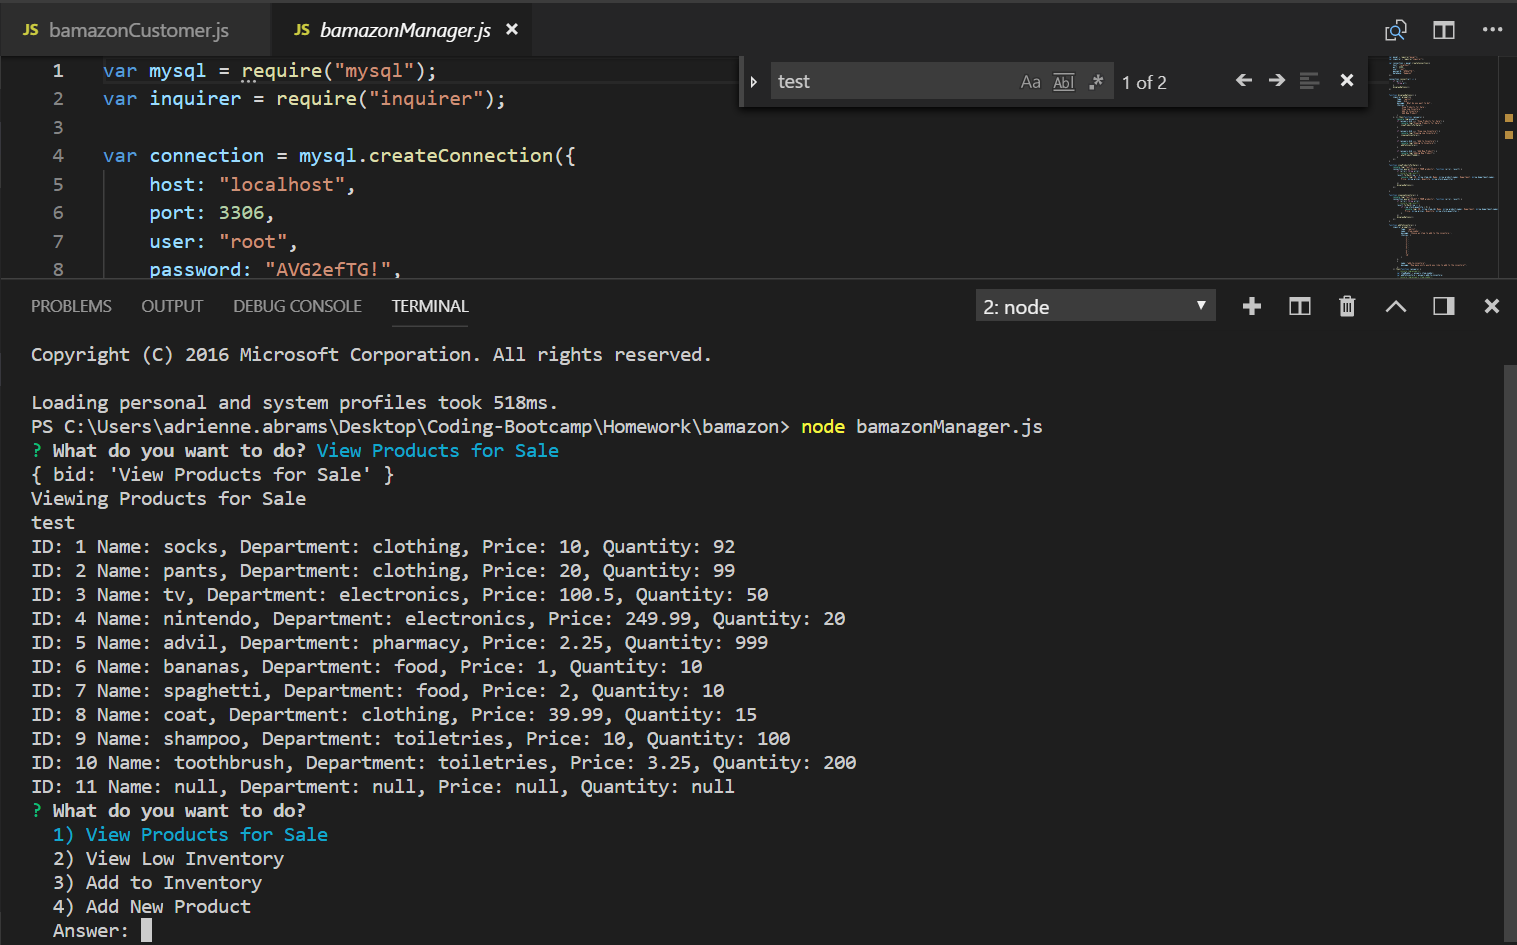 JS bamazonCustomer.js JS bamazonManager.js ×
1 var mysql = require("mysql");
2 var inquirer = require("inquirer");
3
4 var connection = mysql.createConnection({
5 host: "localhost",
6 port: 3306,
7 user: "root",
8 password: "AVG2efTG!",
test Aa Abl .* 1 of 2
PROBLEMS OUTPUT DEBUG CONSOLE TERMINAL 2: node
Copyright (C) 2016 Microsoft Corporation. All rights reserved.
Loading personal and system profiles took 518ms.
PS C:\Users\adrienne.abrams\Desktop\Coding-Bootcamp\Homework\bamazon> node bamazonManager.js
? What do you want to do? View Products for Sale
{ bid: 'View Products for Sale' }
Viewing Products for Sale
test
ID: 1 Name: socks, Department: clothing, Price: 10, Quantity: 92
ID: 2 Name: pants, Department: clothing, Price: 20, Quantity: 99
ID: 3 Name: tv, Department: electronics, Price: 100.5, Quantity: 50
ID: 4 Name: nintendo, Department: electronics, Price: 249.99, Quantity: 20
ID: 5 Name: advil, Department: pharmacy, Price: 2.25, Quantity: 999
ID: 6 Name: bananas, Department: food, Price: 1, Quantity: 10
ID: 7 Name: spaghetti, Department: food, Price: 2, Quantity: 10
ID: 8 Name: coat, Department: clothing, Price: 39.99, Quantity: 15
ID: 9 Name: shampoo, Department: toiletries, Price: 10, Quantity: 100
ID: 10 Name: toothbrush, Department: toiletries, Price: 3.25, Quantity: 200
ID: 11 Name: null, Department: null, Price: null, Quantity: null
? What do you want to do?
1) View Products for Sale
2) View Low Inventory
3) Add to Inventory
4) Add New Product
Answer: